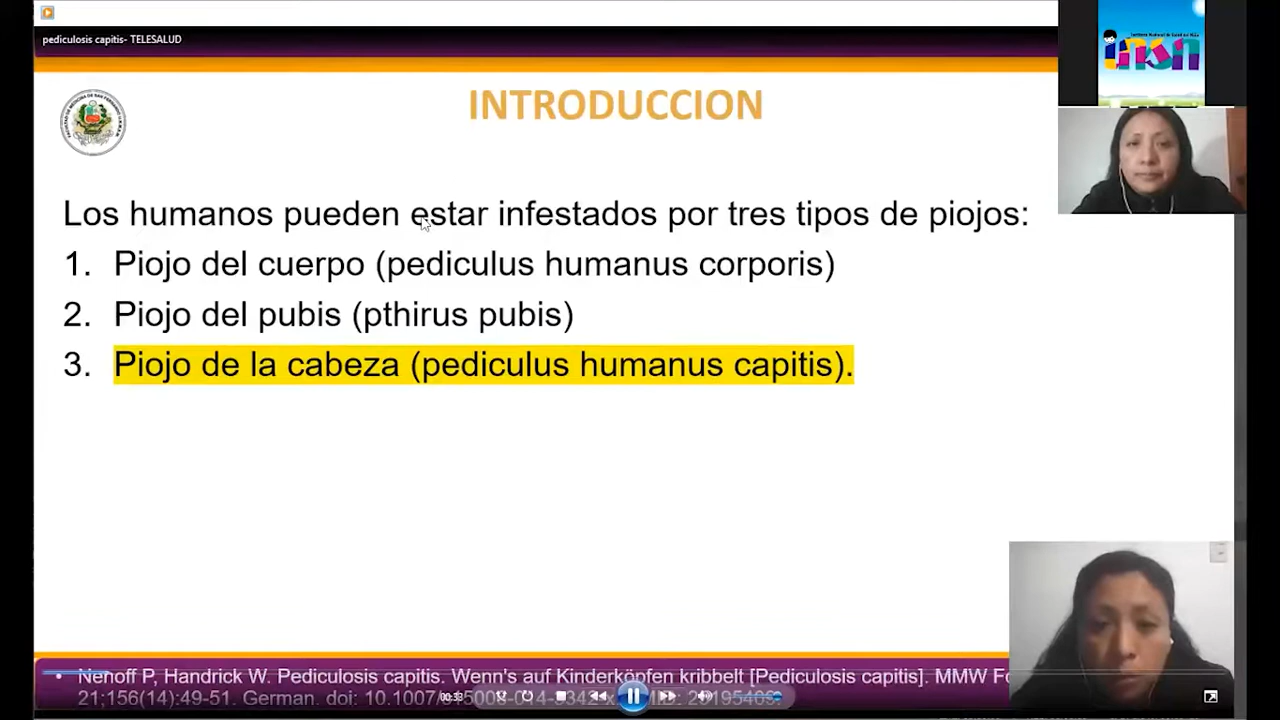 pediculosis capitis- TELESALUD
INTRODUCCION
Los humanos pueden estar infestados por tres tipos de piojos:
1. Piojo del cuerpo (pediculus humanus corporis)
2. Piojo del pubis (pthirus pubis)
3. Piojo de la cabeza (pediculus humanus capitis).
• Nenoff P, Handrick W. Pediculosis capitis. Wenn's auf Kinderköpfen kribbelt [Pediculosis capitis]. MMW
21;156(14):49-51. German. doi:
00:33